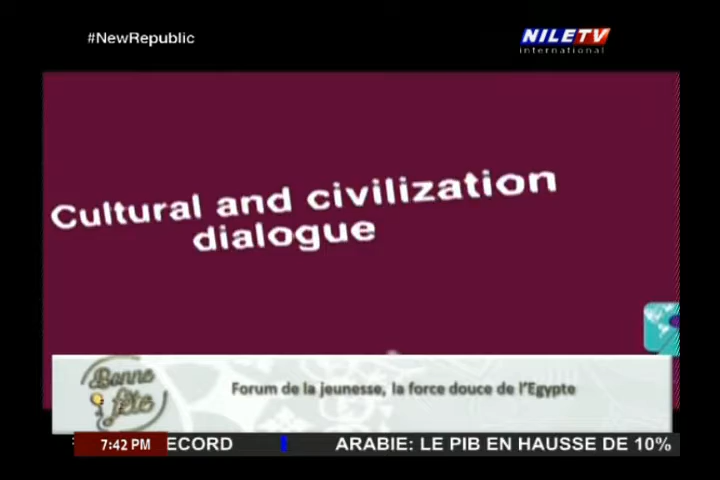 #NewRepublic
NILETV
international
Cultural and civilization
dialogue
Bonne
fête
Forum de la jeunesse, la force douce de l'Egypte
7:42 PM
ECORD
ARABIE: LE PIB EN HAUSSE DE 10%